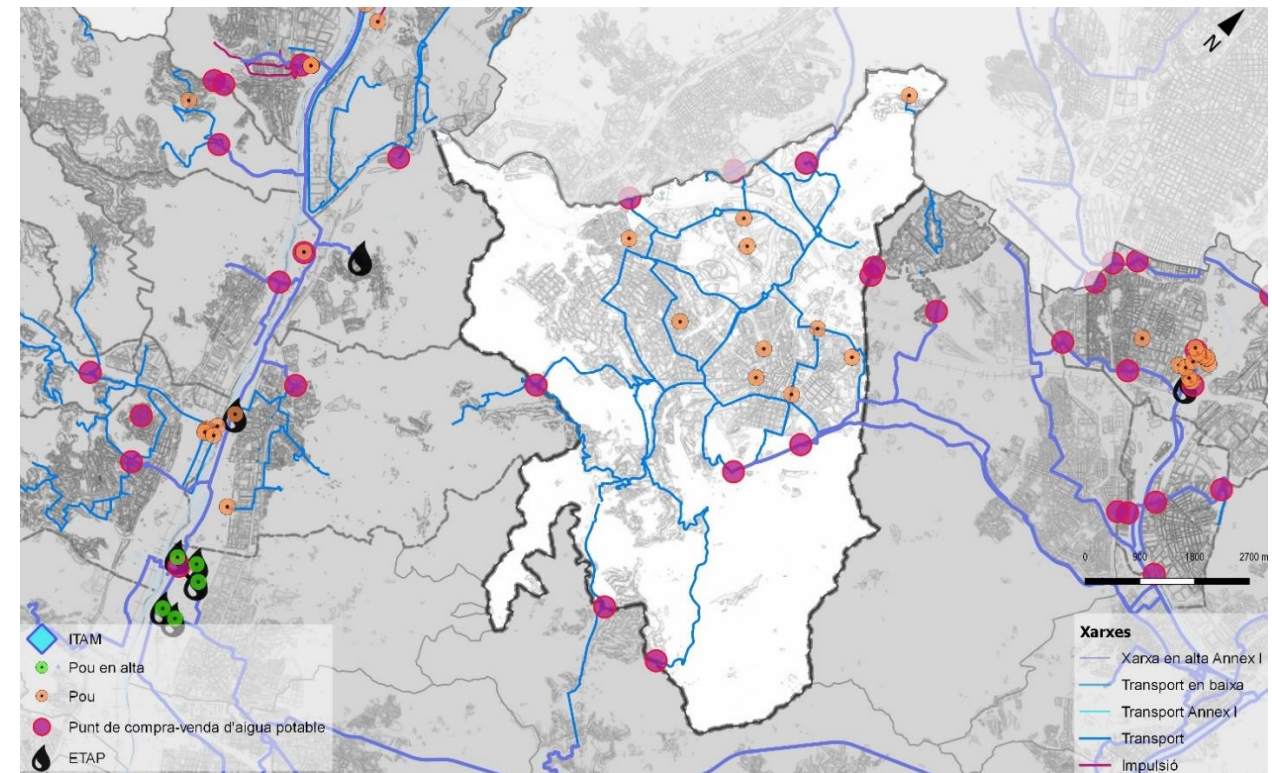 N
0 900 1800 2700 m
ITAM
Pou en alta
Pou
Punt de compra-venda d'aigua potable
ETAP
Xarxes
Xarxa en alta Annex I
Transport en baixa
Transport Annex I
Transport
Impulsió